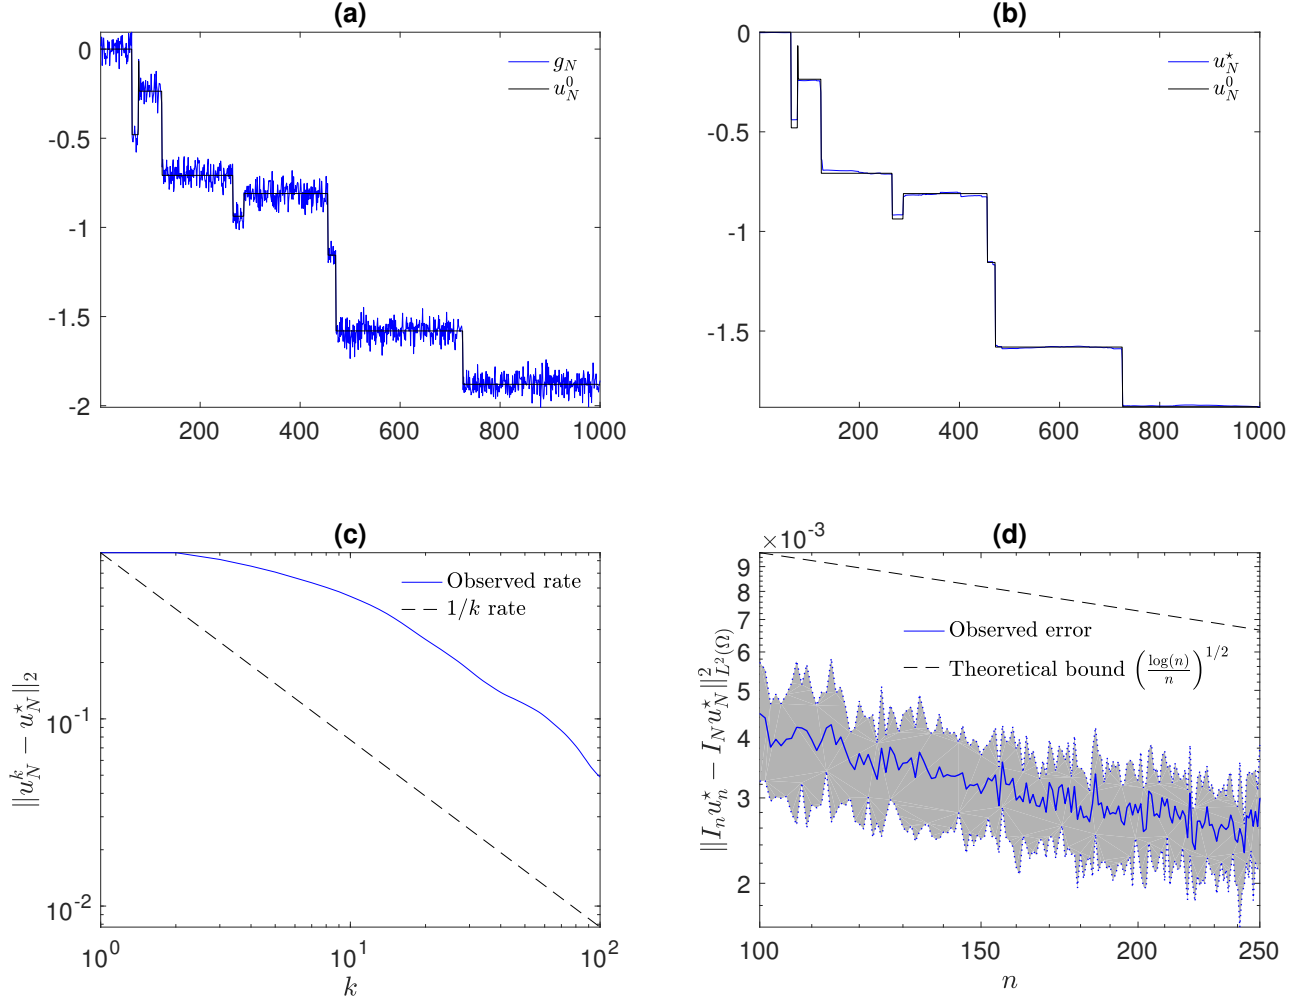 (a)
0
-0.5
-1
-1.5
-2
200 400 600 800 1000
g_N
u_N^0
(b)
0
-0.5
-1
-1.5
200 400 600 800 1000
u_N^⋆
u_N^0
(c)
10^-1
10^-2
10^0 10^1 10^2
k
||u_N^k − u_N^⋆||_2
Observed rate
1/k rate
(d)
×10^-3
9
8
7
6
5
4
3
2
100 150 200 250
n
||I_n u_n^⋆ − I_N u_N^⋆||^2_{L^2(Ω)}
Observed error
Theoretical bound (log(n)/n)^{1/2}